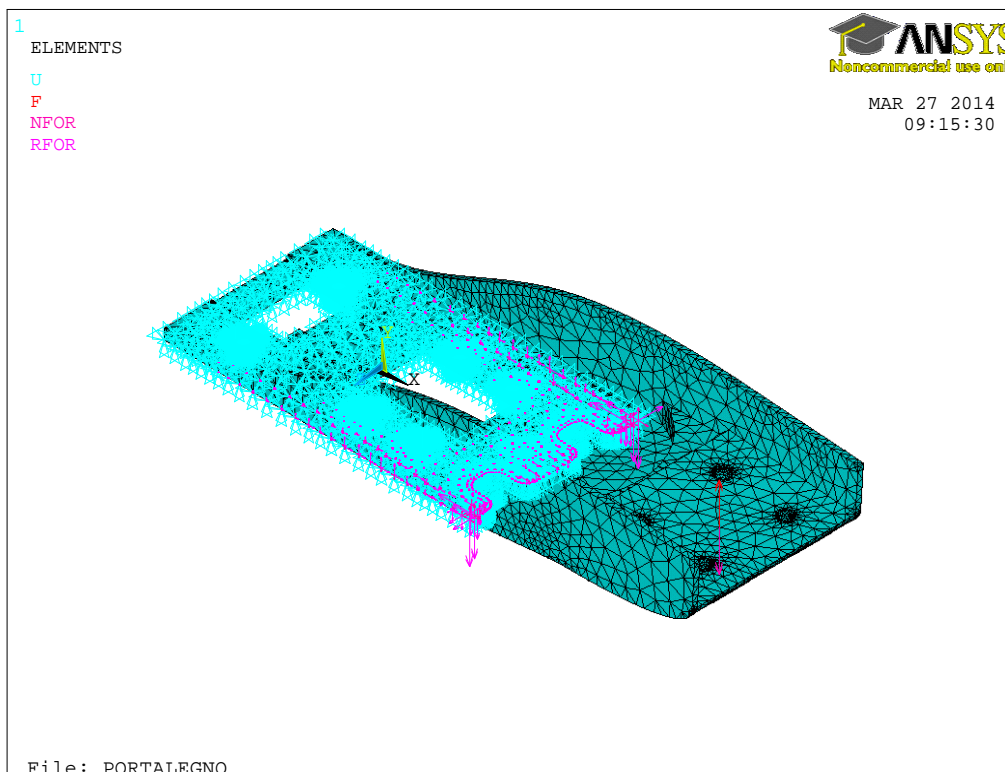 1
ELEMENTS
U
F
NFOR
RFOR
ANSYS
Noncommercial use only
MAR 27 2014
09:15:30
Y
X
File: PORTALEGNO